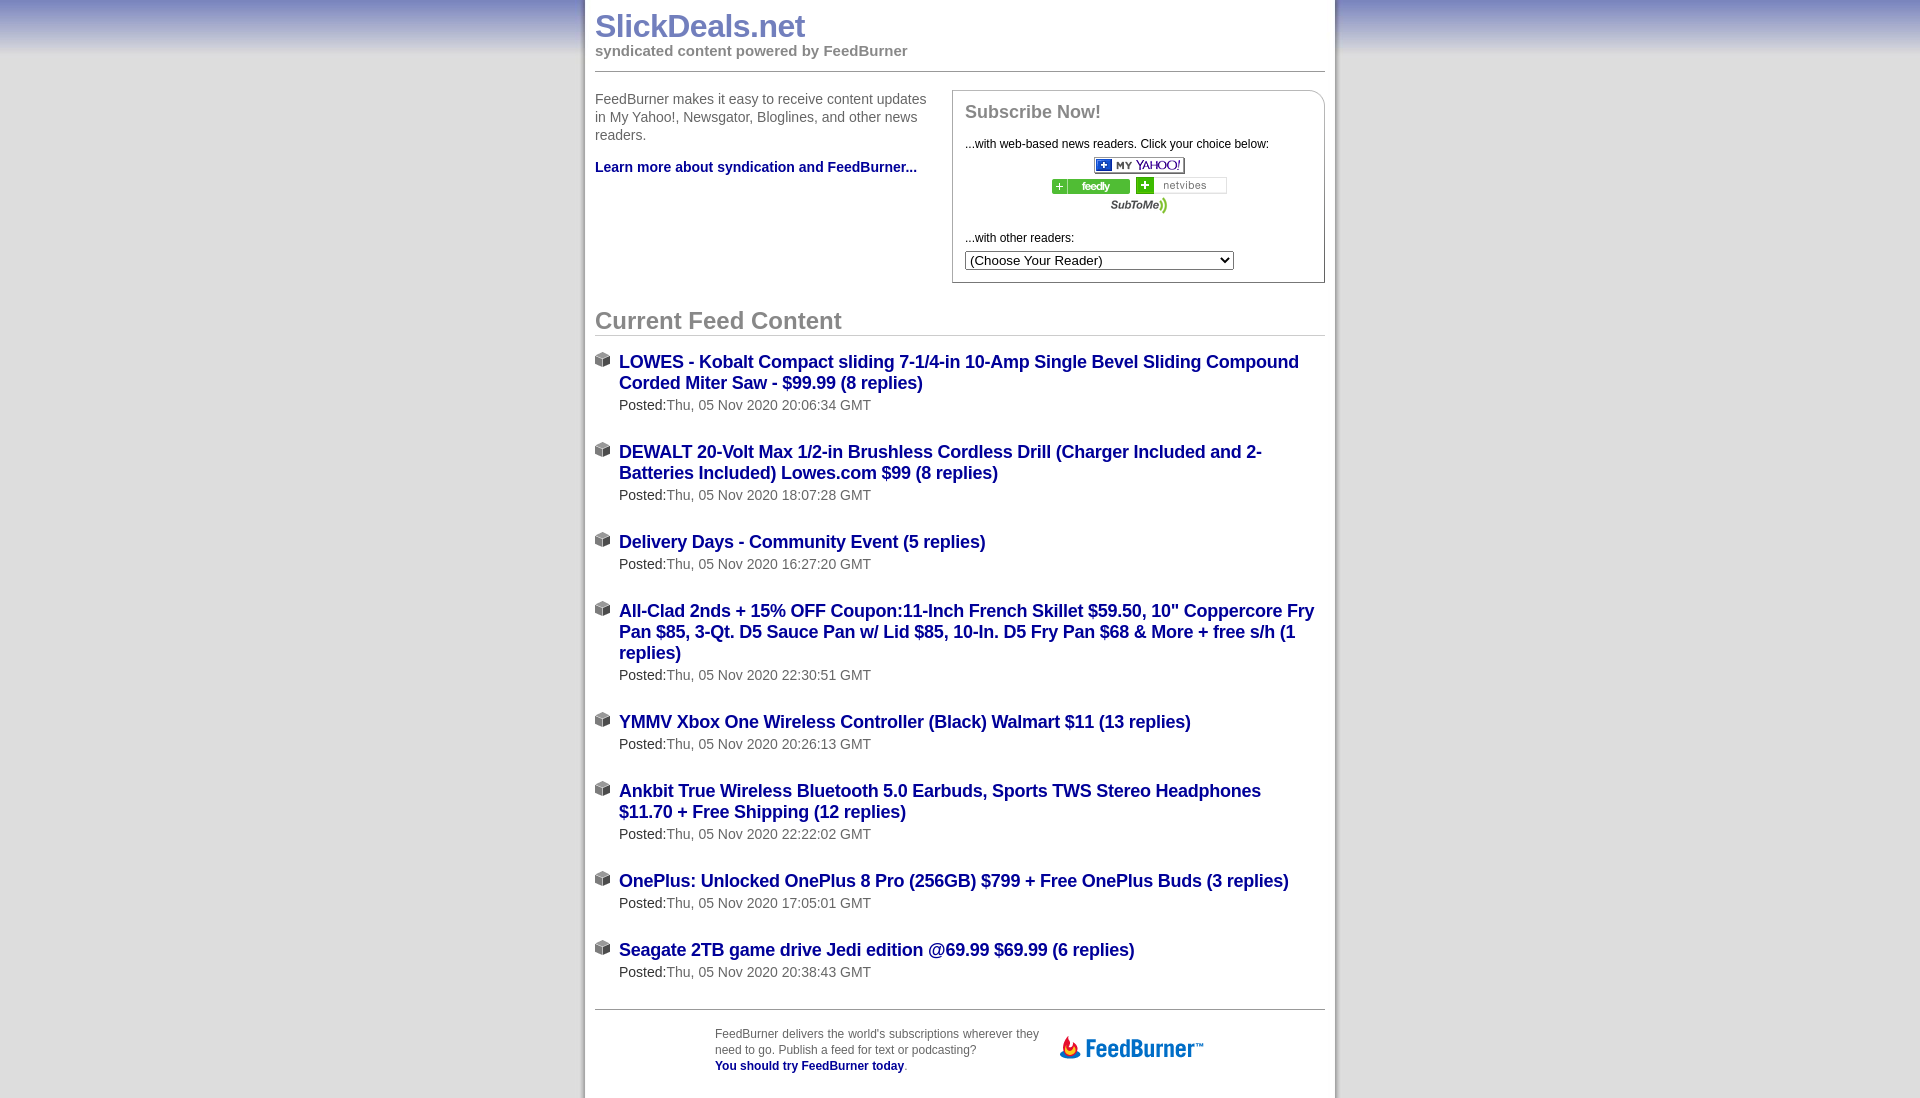 SlickDeals.net
syndicated content powered by FeedBurner
FeedBurner makes it easy to receive content updates
in My Yahoo!, Newsgator, Bloglines, and other news
readers.
Learn more about syndication and FeedBurner...
Subscribe Now!
...with web-based news readers. Click your choice below:
MY YAHOO!
feedly
netvibes
SubToMe
...with other readers:
(Choose Your Reader)
Current Feed Content
LOWES - Kobalt Compact sliding 7-1/4-in 10-Amp Single Bevel Sliding Compound
Corded Miter Saw - $99.99 (8 replies)
Posted:Thu, 05 Nov 2020 20:06:34 GMT
DEWALT 20-Volt Max 1/2-in Brushless Cordless Drill (Charger Included and 2-
Batteries Included) Lowes.com $99 (8 replies)
Posted:Thu, 05 Nov 2020 18:07:28 GMT
Delivery Days - Community Event (5 replies)
Posted:Thu, 05 Nov 2020 16:27:20 GMT
All-Clad 2nds + 15% OFF Coupon:11-Inch French Skillet $59.50, 10" Coppercore Fry
Pan $85, 3-Qt. D5 Sauce Pan w/ Lid $85, 10-In. D5 Fry Pan $68 & More + free s/h (1
replies)
Posted:Thu, 05 Nov 2020 22:30:51 GMT
YMMV Xbox One Wireless Controller (Black) Walmart $11 (13 replies)
Posted:Thu, 05 Nov 2020 20:26:13 GMT
Ankbit True Wireless Bluetooth 5.0 Earbuds, Sports TWS Stereo Headphones
$11.70 + Free Shipping (12 replies)
Posted:Thu, 05 Nov 2020 22:22:02 GMT
OnePlus: Unlocked OnePlus 8 Pro (256GB) $799 + Free OnePlus Buds (3 replies)
Posted:Thu, 05 Nov 2020 17:05:01 GMT
Seagate 2TB game drive Jedi edition @69.99 $69.99 (6 replies)
Posted:Thu, 05 Nov 2020 20:38:43 GMT
FeedBurner delivers the world's subscriptions wherever they
need to go. Publish a feed for text or podcasting?
You should try FeedBurner today.
FeedBurner™